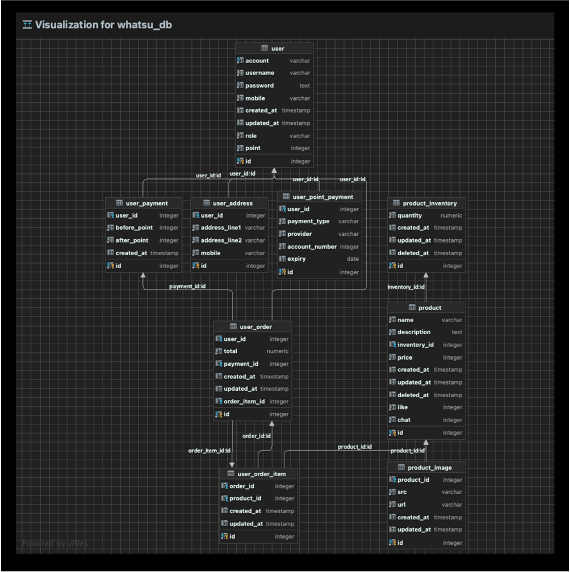 Visualization for whatsu_db
user
account varchar
username varchar
password text
mobile varchar
created_at timestamp
updated_at timestamp
role varchar
point integer
id integer
user_id:id
user_id:id
user_id:id
user_id:id
user_payment
user_id integer
before_point integer
after_point integer
created_at timestamp
id integer
user_address
user_id integer
address_line1 varchar
address_line2 varchar
mobile varchar
id integer
user_point_payment
user_id integer
payment_type varchar
provider varchar
account_number integer
expiry date
id integer
product_inventory
quantity numeric
created_at timestamp
updated_at timestamp
deleted_at timestamp
id integer
payment_id:id
inventory_id:id
user_order
user_id integer
total numeric
payment_id integer
created_at timestamp
updated_at timestamp
order_item_id integer
id integer
product
name varchar
description text
inventory_id integer
price integer
created_at timestamp
updated_at timestamp
deleted_at timestamp
like integer
chat integer
id integer
order_id:id
order_item_id:id
product_id:id
product_id:id
user_order_item
order_id integer
product_id integer
created_at timestamp
updated_at timestamp
id integer
product_image
product_id integer
src varchar
url varchar
created_at timestamp
updated_at timestamp
id integer
Powered by yFiles